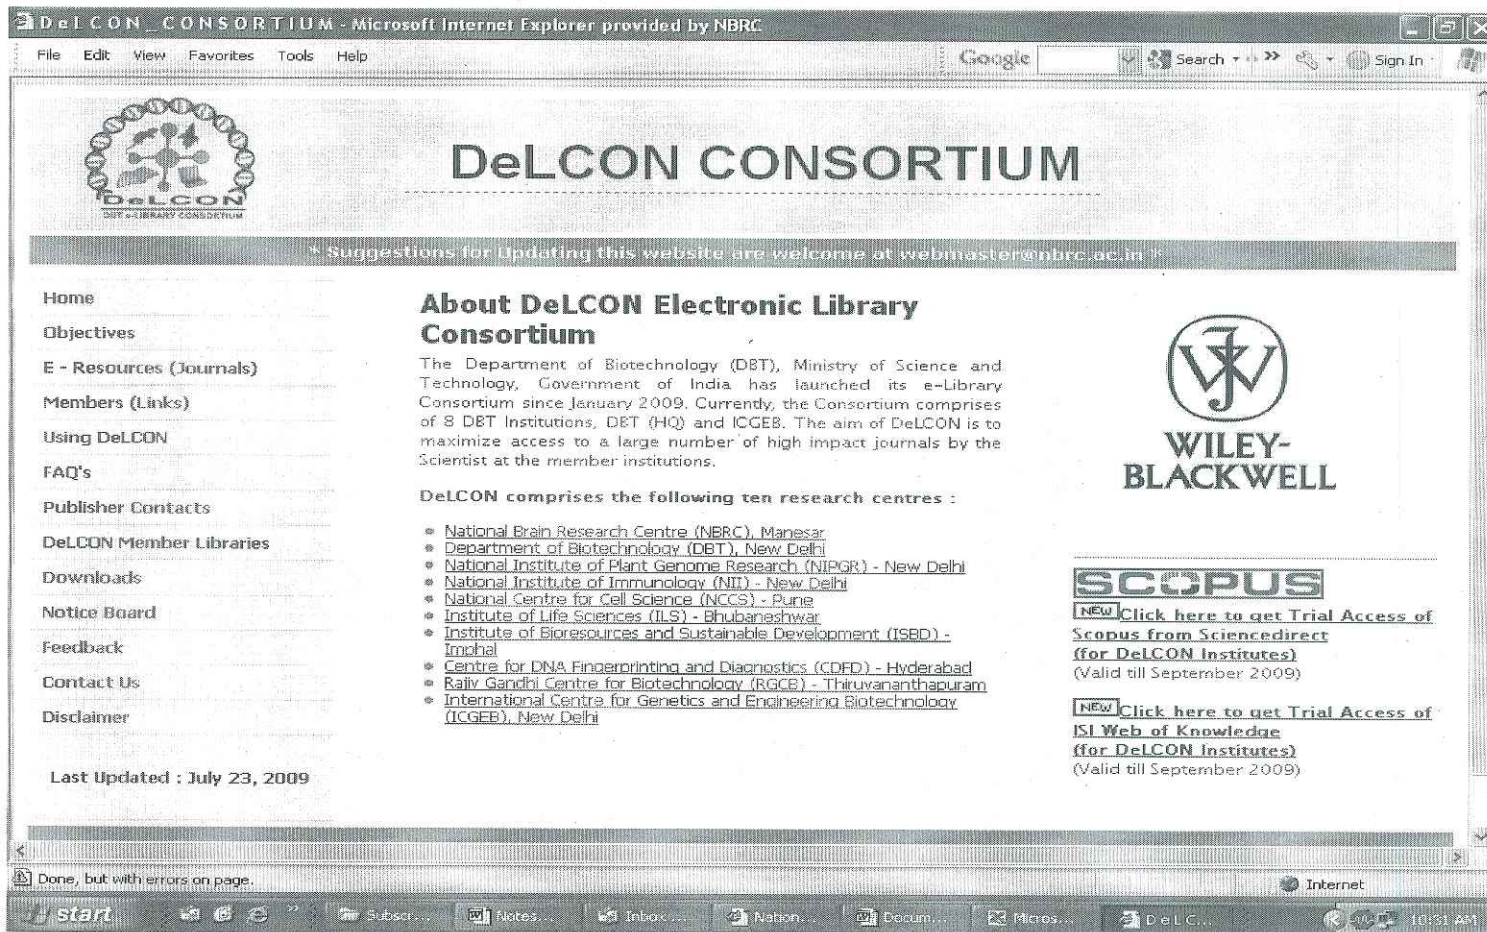 DeLCON_CONSORTIUM - Microsoft Internet Explorer provided by NBRC
File Edit View Favorites Tools Help
Google Search Sign In
DeLCON
DBT e-LIBRARY CONSORTIUM
DeLCON CONSORTIUM
* Suggestions for Updating this website are welcome at webmaster@nbrc.ac.in *
Home
Objectives
E - Resources (Journals)
Members (Links)
Using DeLCON
FAQ's
Publisher Contacts
DeLCON Member Libraries
Downloads
Notice Board
Feedback
Contact Us
Disclaimer
Last Updated : July 23, 2009
About DeLCON Electronic Library
Consortium
The Department of Biotechnology (DBT), Ministry of Science and
Technology, Government of India has launched its e-Library
Consortium since January 2009. Currently, the Consortium comprises
of 8 DBT Institutions, DBT (HQ) and ICGEB. The aim of DeLCON is to
maximize access to a large number of high impact journals by the
Scientist at the member institutions.
DeLCON comprises the following ten research centres :
National Brain Research Centre (NBRC), Manesar
Department of Biotechnology (DBT), New Delhi
National Institute of Plant Genome Research (NIPGR) - New Delhi
National Institute of Immunology (NII) - New Delhi
National Centre for Cell Science (NCCS) - Pune
Institute of Life Sciences (ILS) - Bhubaneshwar
Institute of Bioresources and Sustainable Development (ISBD) -
Imphal
Centre for DNA Fingerprinting and Diagnostics (CDFD) - Hyderabad
Rajiv Gandhi Centre for Biotechnology (RGCB) - Thiruvananthapuram
International Centre for Genetics and Engineering Biotechnology
(ICGEB), New Delhi
WILEY-
BLACKWELL
SCOPUS
NEW Click here to get Trial Access of
Scopus from Sciencedirect
(for DeLCON Institutes)
(Valid till September 2009)
NEW Click here to get Trial Access of
ISI Web of Knowledge
(for DeLCON Institutes)
(Valid till September 2009)
Done, but with errors on page.
Internet
start Subscr... Notes... Inbox ... Nation... Docum... Micros... DeLC... 10:31 AM